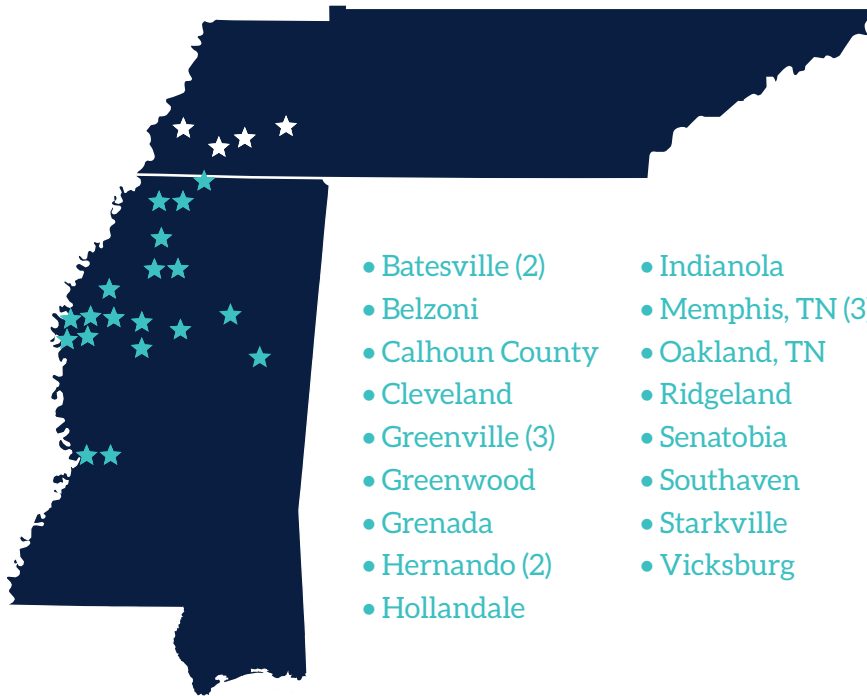 • Batesville (2)
• Belzoni
• Calhoun County
• Cleveland
• Greenville (3)
• Greenwood
• Grenada
• Hernando (2)
• Hollandale
• Indianola
• Memphis, TN (3
• Oakland, TN
• Ridgeland
• Senatobia
• Southaven
• Starkville
• Vicksburg